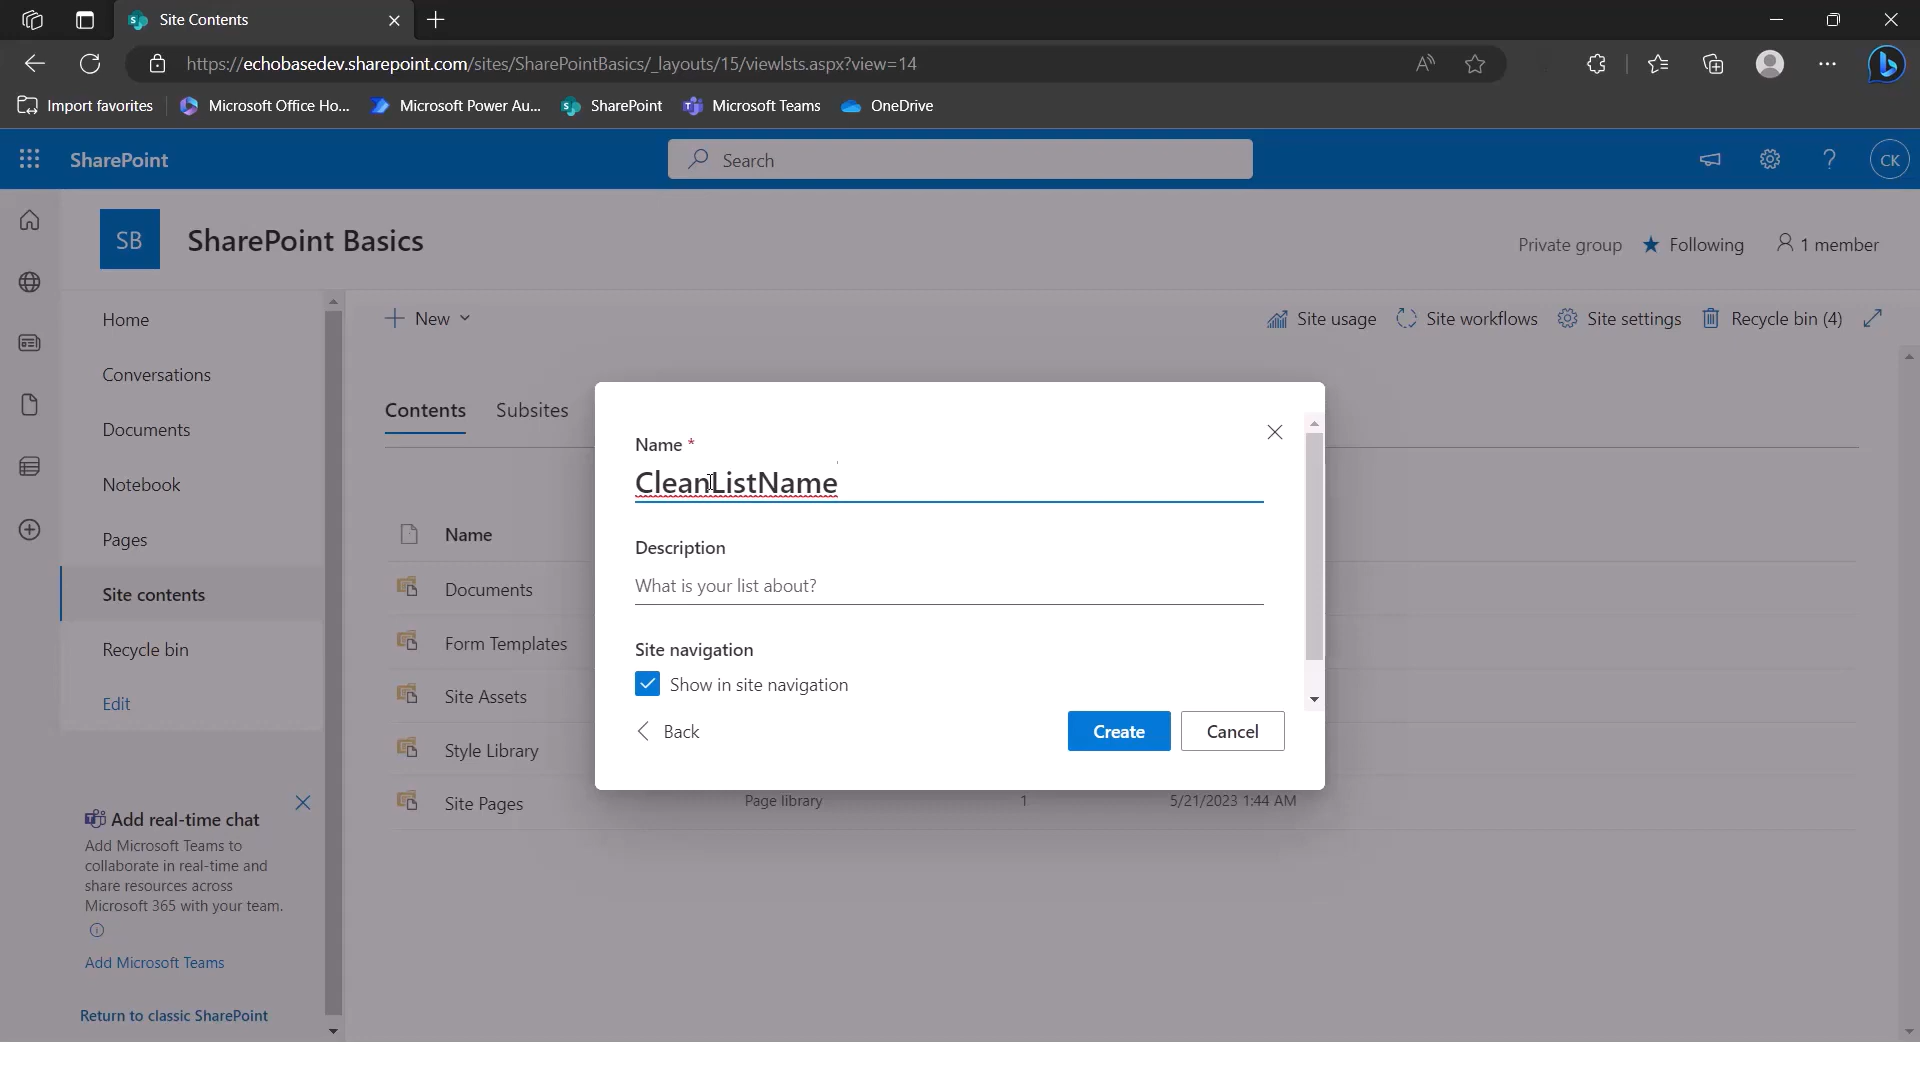 Site Contents
https://echobasedev.sharepoint.com/sites/SharePointBasics/_layouts/15/viewlsts.aspx?view=14
Import favorites
Microsoft Office Ho...
Microsoft Power Au...
SharePoint
Microsoft Teams
OneDrive
SharePoint
Search
CK
SB
SharePoint Basics
Private group
Following
1 member
Home
Conversations
Documents
Notebook
Pages
Site contents
Recycle bin
Edit
Add real-time chat
Add Microsoft Teams to
collaborate in real-time and
share resources across
Microsoft 365 with your team.
Add Microsoft Teams
Return to classic SharePoint
New
Site usage
Site workflows
Site settings
Recycle bin (4)
Contents
Subsites
Name
Documents
Form Templates
Site Assets
Style Library
Site Pages
Page library
1
5/21/2023 1:44 AM
Name *
CleanListName
Description
What is your list about?
Site navigation
Show in site navigation
Back
Create
Cancel